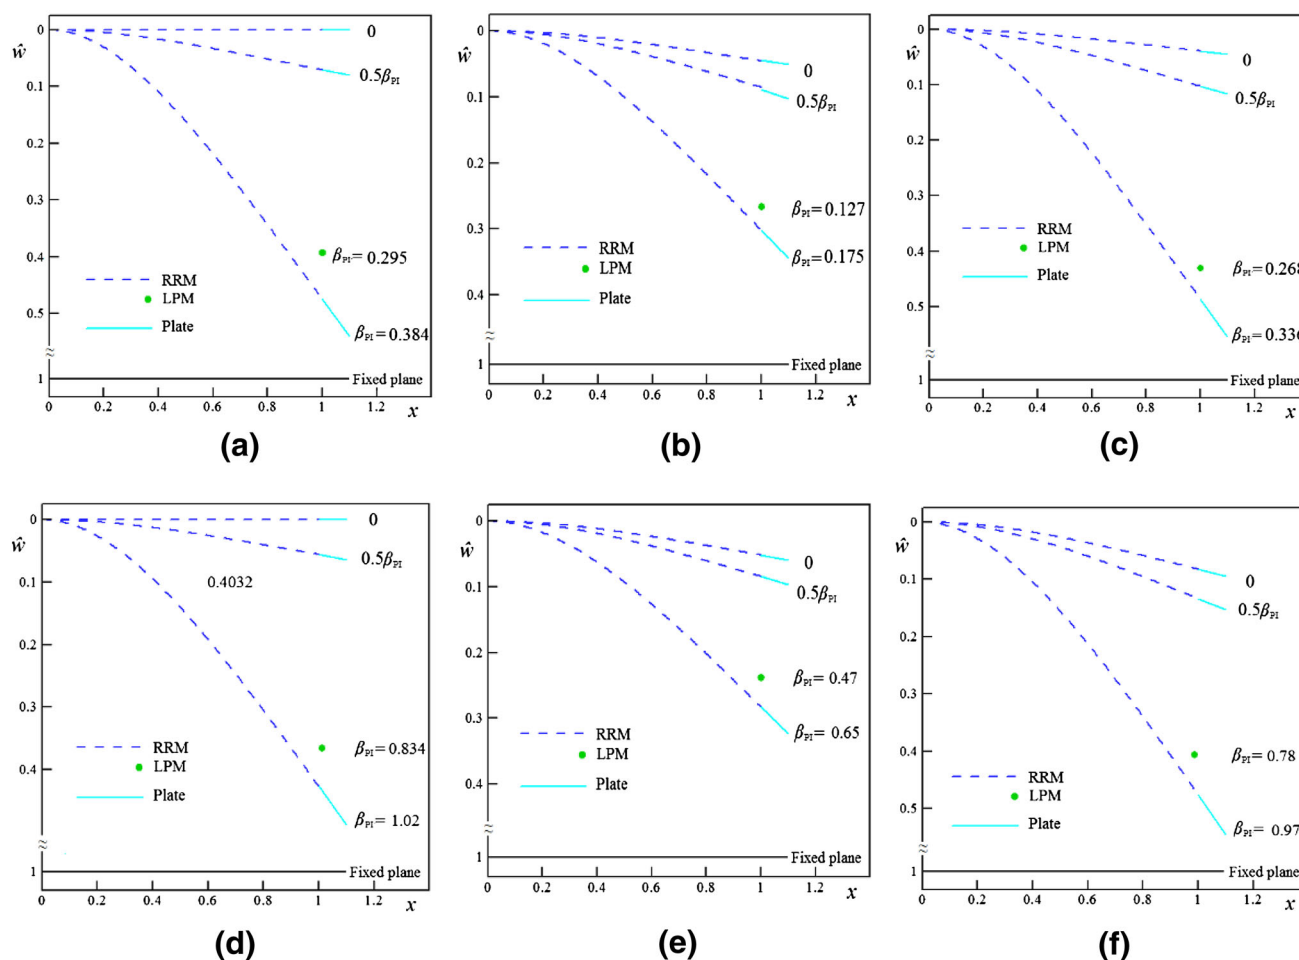 0
ŵ
0
0.5βPI
0.1
0.2
0.3
0.4
βPI = 0.295
RRM
LPM
0.5
Plate
βPI = 0.384
≈
1
Fixed plane
0 0.2 0.4 0.6 0.8 1 1.2
x
(a)
0
ŵ
0
0.1
0.5βPI
0.2
βPI = 0.127
0.3
RRM
βPI = 0.175
LPM
0.4
Plate
≈
1
Fixed plane
0 0.2 0.4 0.6 0.8 1 1.2
x
(b)
0
ŵ
0
0.1
0.5βPI
0.2
0.3
RRM
0.4
LPM
βPI = 0.268
Plate
0.5
βPI = 0.336
≈
1
Fixed plane
0 0.2 0.4 0.6 0.8 1 1.2
x
(c)
0
0
ŵ
0.5βPI
0.1
0.4032
0.2
0.3
RRM
βPI = 0.834
LPM
0.4
Plate
βPI = 1.02
≈
1
Fixed plane
0 0.2 0.4 0.6 0.8 1 1.2
x
(d)
0
ŵ
0
0.1
0.5βPI
0.2
βPI = 0.47
0.3
RRM
βPI = 0.65
LPM
0.4
Plate
≈
1
Fixed plane
0 0.2 0.4 0.6 0.8 1 1.2
x
(e)
0
ŵ
0
0.1
0.5βPI
0.2
0.3
0.4
βPI = 0.78
RRM
LPM
0.5
Plate
βPI = 0.97
≈
1
Fixed plane
0 0.2 0.4 0.6 0.8 1 1.2
x
(f)